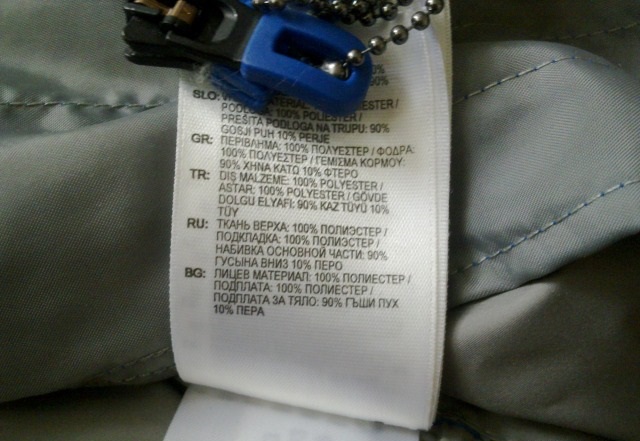 0%
50%
SLO:
100% POLIESTER /
PREŠITA PODLOGA NA TRUPU: 90%
GOSJI PUH 10% PERJE
GR: ΠΕΡΙΒΛΗΜΑ: 100% ΠΟΛΥΕΣΤΕΡ / ΦΟΔΡΑ:
100% ΠΟΛΥΕΣΤΕΡ / ΓΕΜΙΣΜΑ ΚΟΡΜΟΥ:
90% ΧΗΝΑ ΚΑΤΩ 10% ΦΤΕΡΟ
TR: DIŞ MALZEME: 100% POLYESTER /
ASTAR: 100% POLYESTER / GÖVDE
DOLGU ELYAFI: 90% KAZ TÜYÜ 10%
TÜY
RU: ТКАНЬ ВЕРХА: 100% ПОЛИЭСТЕР /
ПОДКЛАДКА: 100% ПОЛИЭСТЕР /
НАБИВКА ОСНОВНОЙ ЧАСТИ: 90%
ГУСЫНА ВНИЗ 10% ПЕРО
BG: ЛИЦЕВ МАТЕРИАЛ: 100% ПОЛИЕСТЕР /
ПОДПЛАТА: 100% ПОЛИЕСТЕР /
ПОДПЛАТА ЗА ТЯЛО: 90% ГЪШИ ПУХ
10% ПЕРА